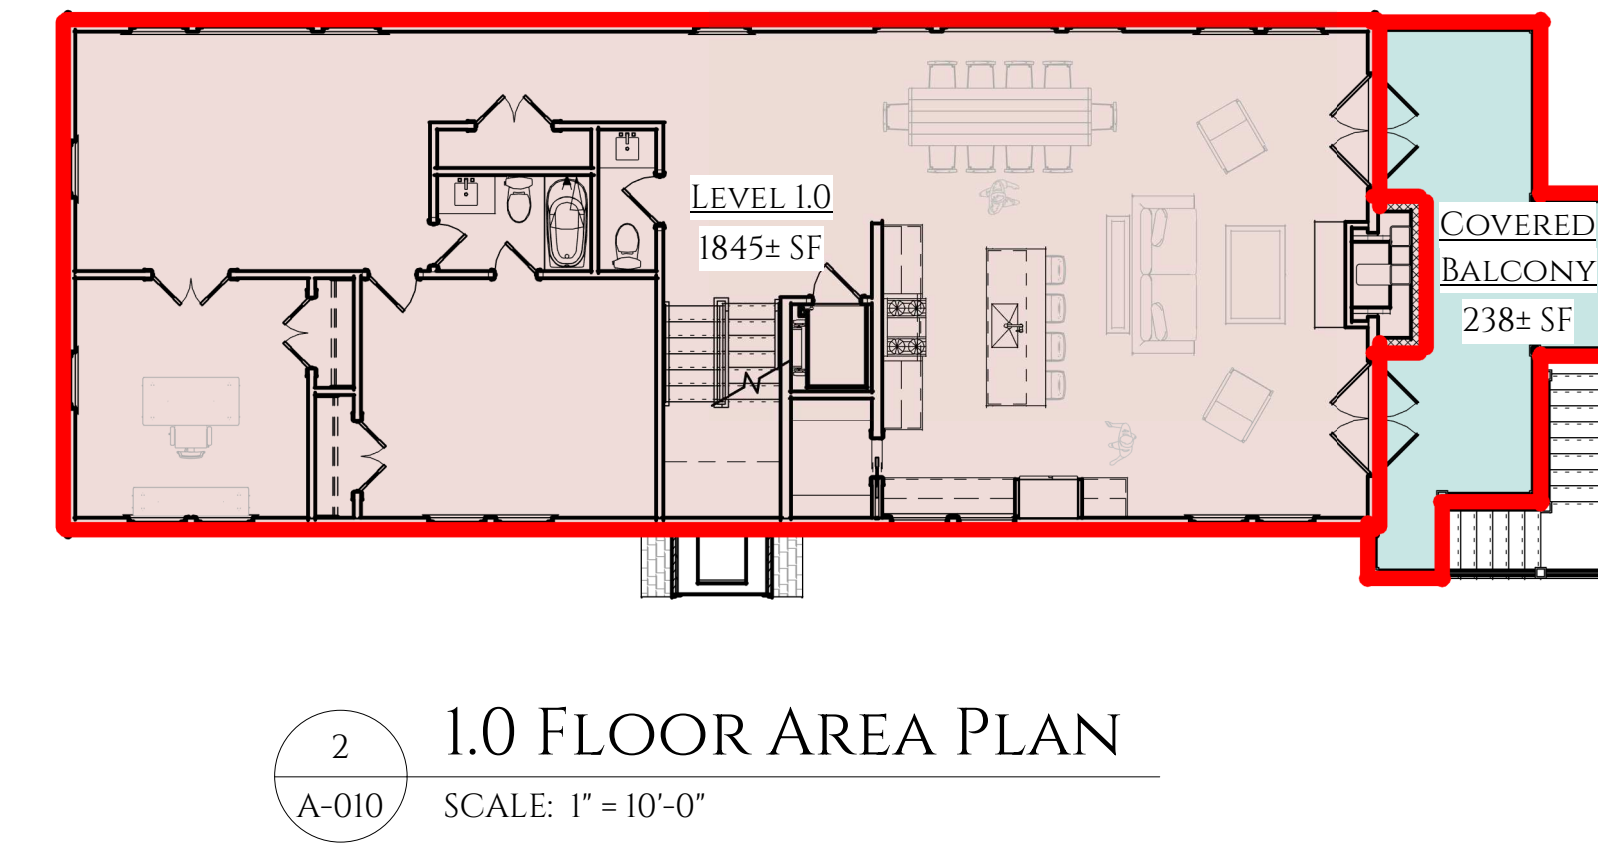 Level 1.0
1845± SF
Covered
Balcony
238± SF
2
A-010
1.0 Floor Area Plan
SCALE: 1" = 10'-0"